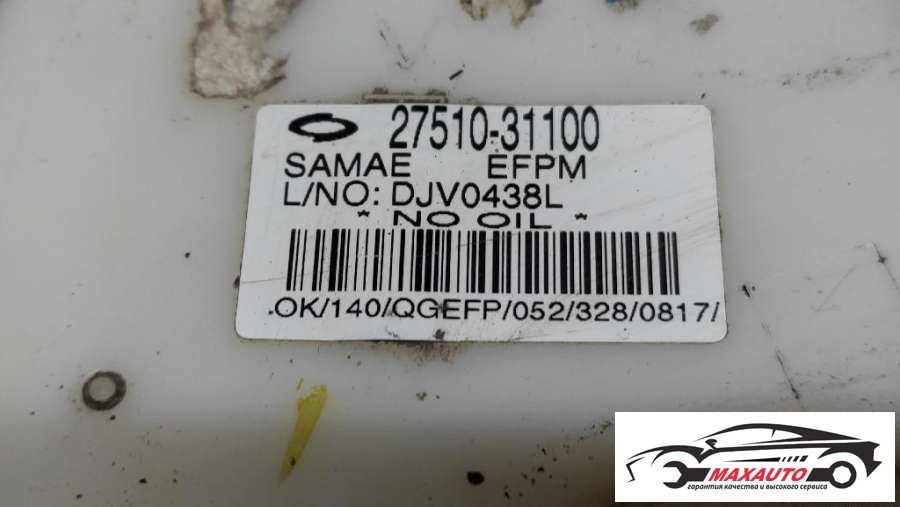 27510-31100
SAMAE EFPM
L/NO: DJV0438L
* NO OIL *
.OK/140/QGEFP/052/328/0817/
MAXAUTO
гарантия качества и высокого сервиса